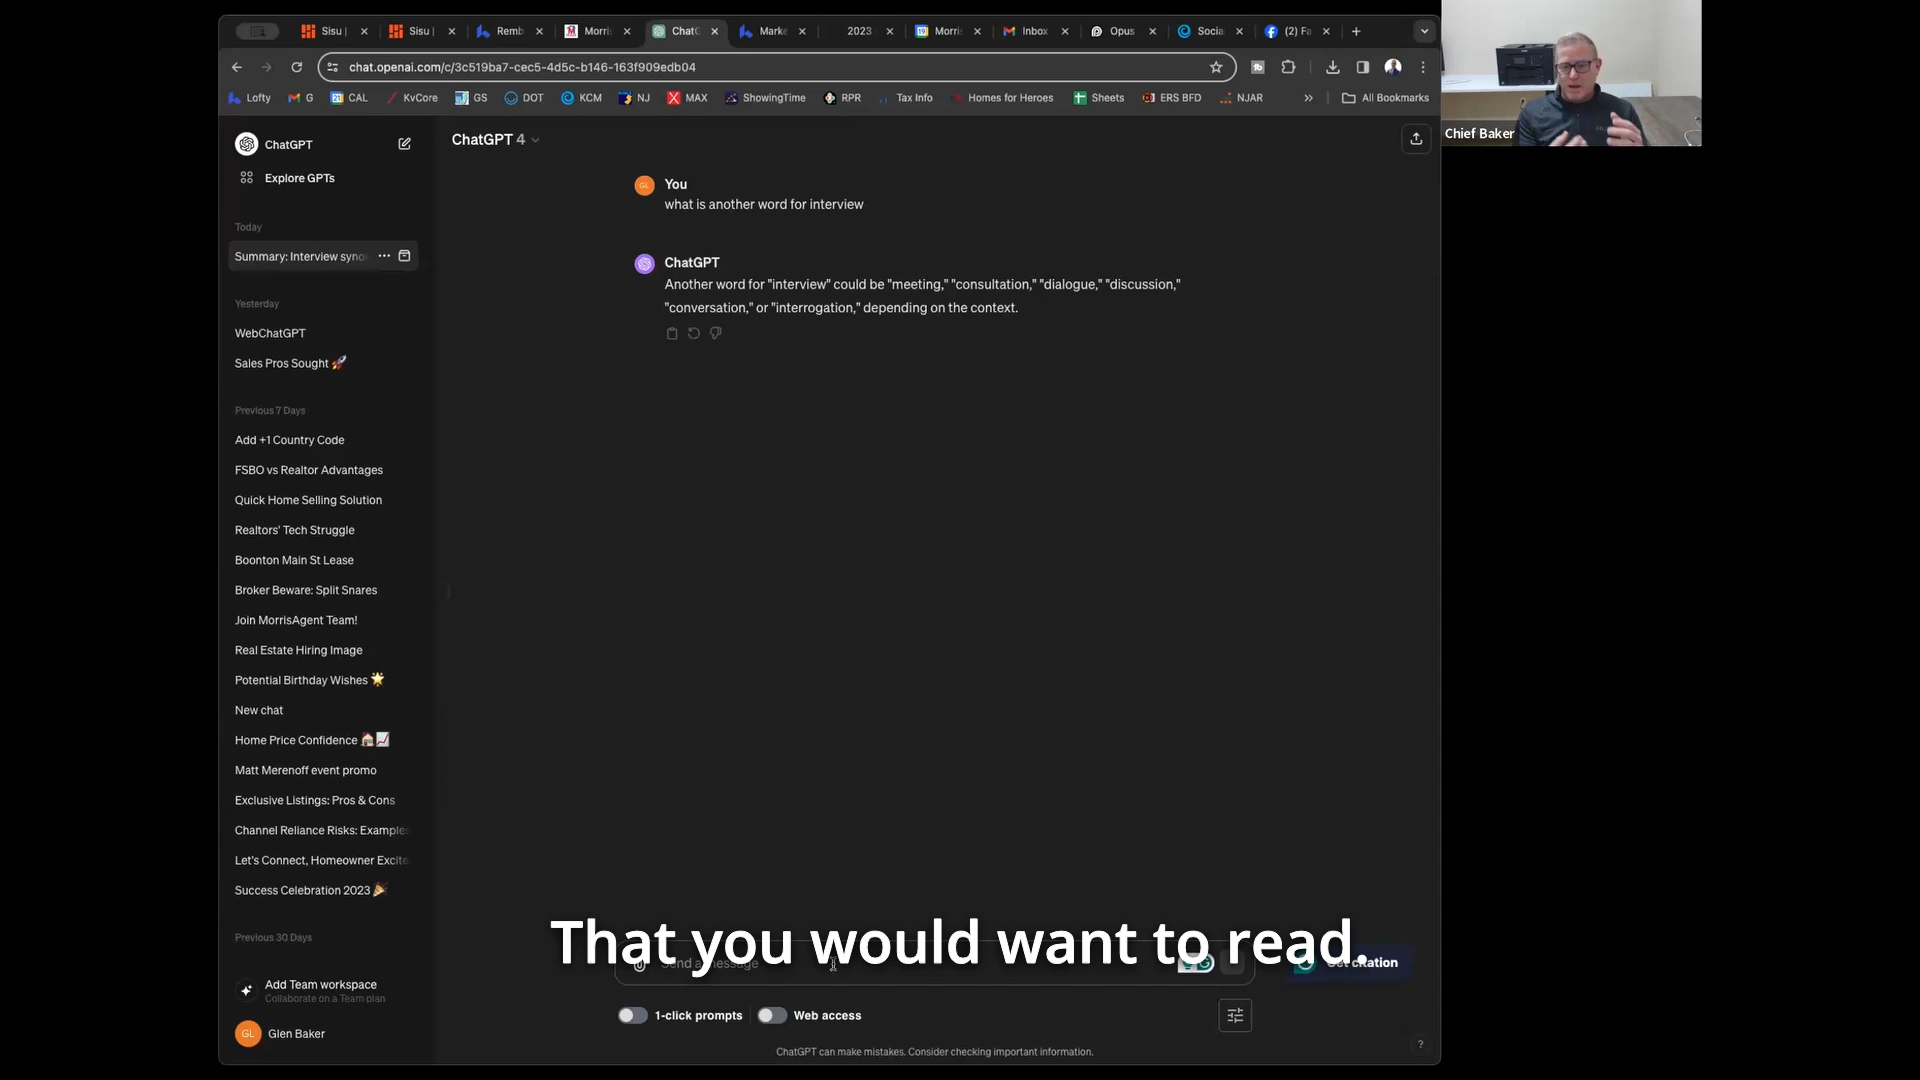 Sisu |
Sisu |
Remb
Morri
ChatG
Marke
2023
Morri
Inbox
Opus
Socia
(2) Fa
chat.openai.com/c/3c519ba7-cec5-4d5c-b146-163f909edb04
Lofty
G
CAL
KvCore
GS
DOT
KCM
NJ
MAX
ShowingTime
RPR
Tax Info
Homes for Heroes
Sheets
ERS BFD
NJAR
»
All Bookmarks
Chief Baker
ChatGPT
Explore GPTs
Today
Summary: Interview syno
Yesterday
WebChatGPT
Sales Pros Sought 🚀
Previous 7 Days
Add +1 Country Code
FSBO vs Realtor Advantages
Quick Home Selling Solution
Realtors' Tech Struggle
Boonton Main St Lease
Broker Beware: Split Snares
Join MorrisAgent Team!
Real Estate Hiring Image
Potential Birthday Wishes 🌟
New chat
Home Price Confidence 🏠📈
Matt Merenoff event promo
Exclusive Listings: Pros & Cons
Channel Reliance Risks: Examples
Let's Connect, Homeowner Excite
Success Celebration 2023 🎉
Previous 30 Days
Add Team workspace
Collaborate on a Team plan
GL
Glen Baker
ChatGPT 4
GL
You
what is another word for interview
ChatGPT
Another word for "interview" could be "meeting," "consultation," "dialogue," "discussion,"
"conversation," or "interrogation," depending on the context.
That you would want to read
Send a message
1-click prompts
Web access
ChatGPT can make mistakes. Consider checking important information.
?